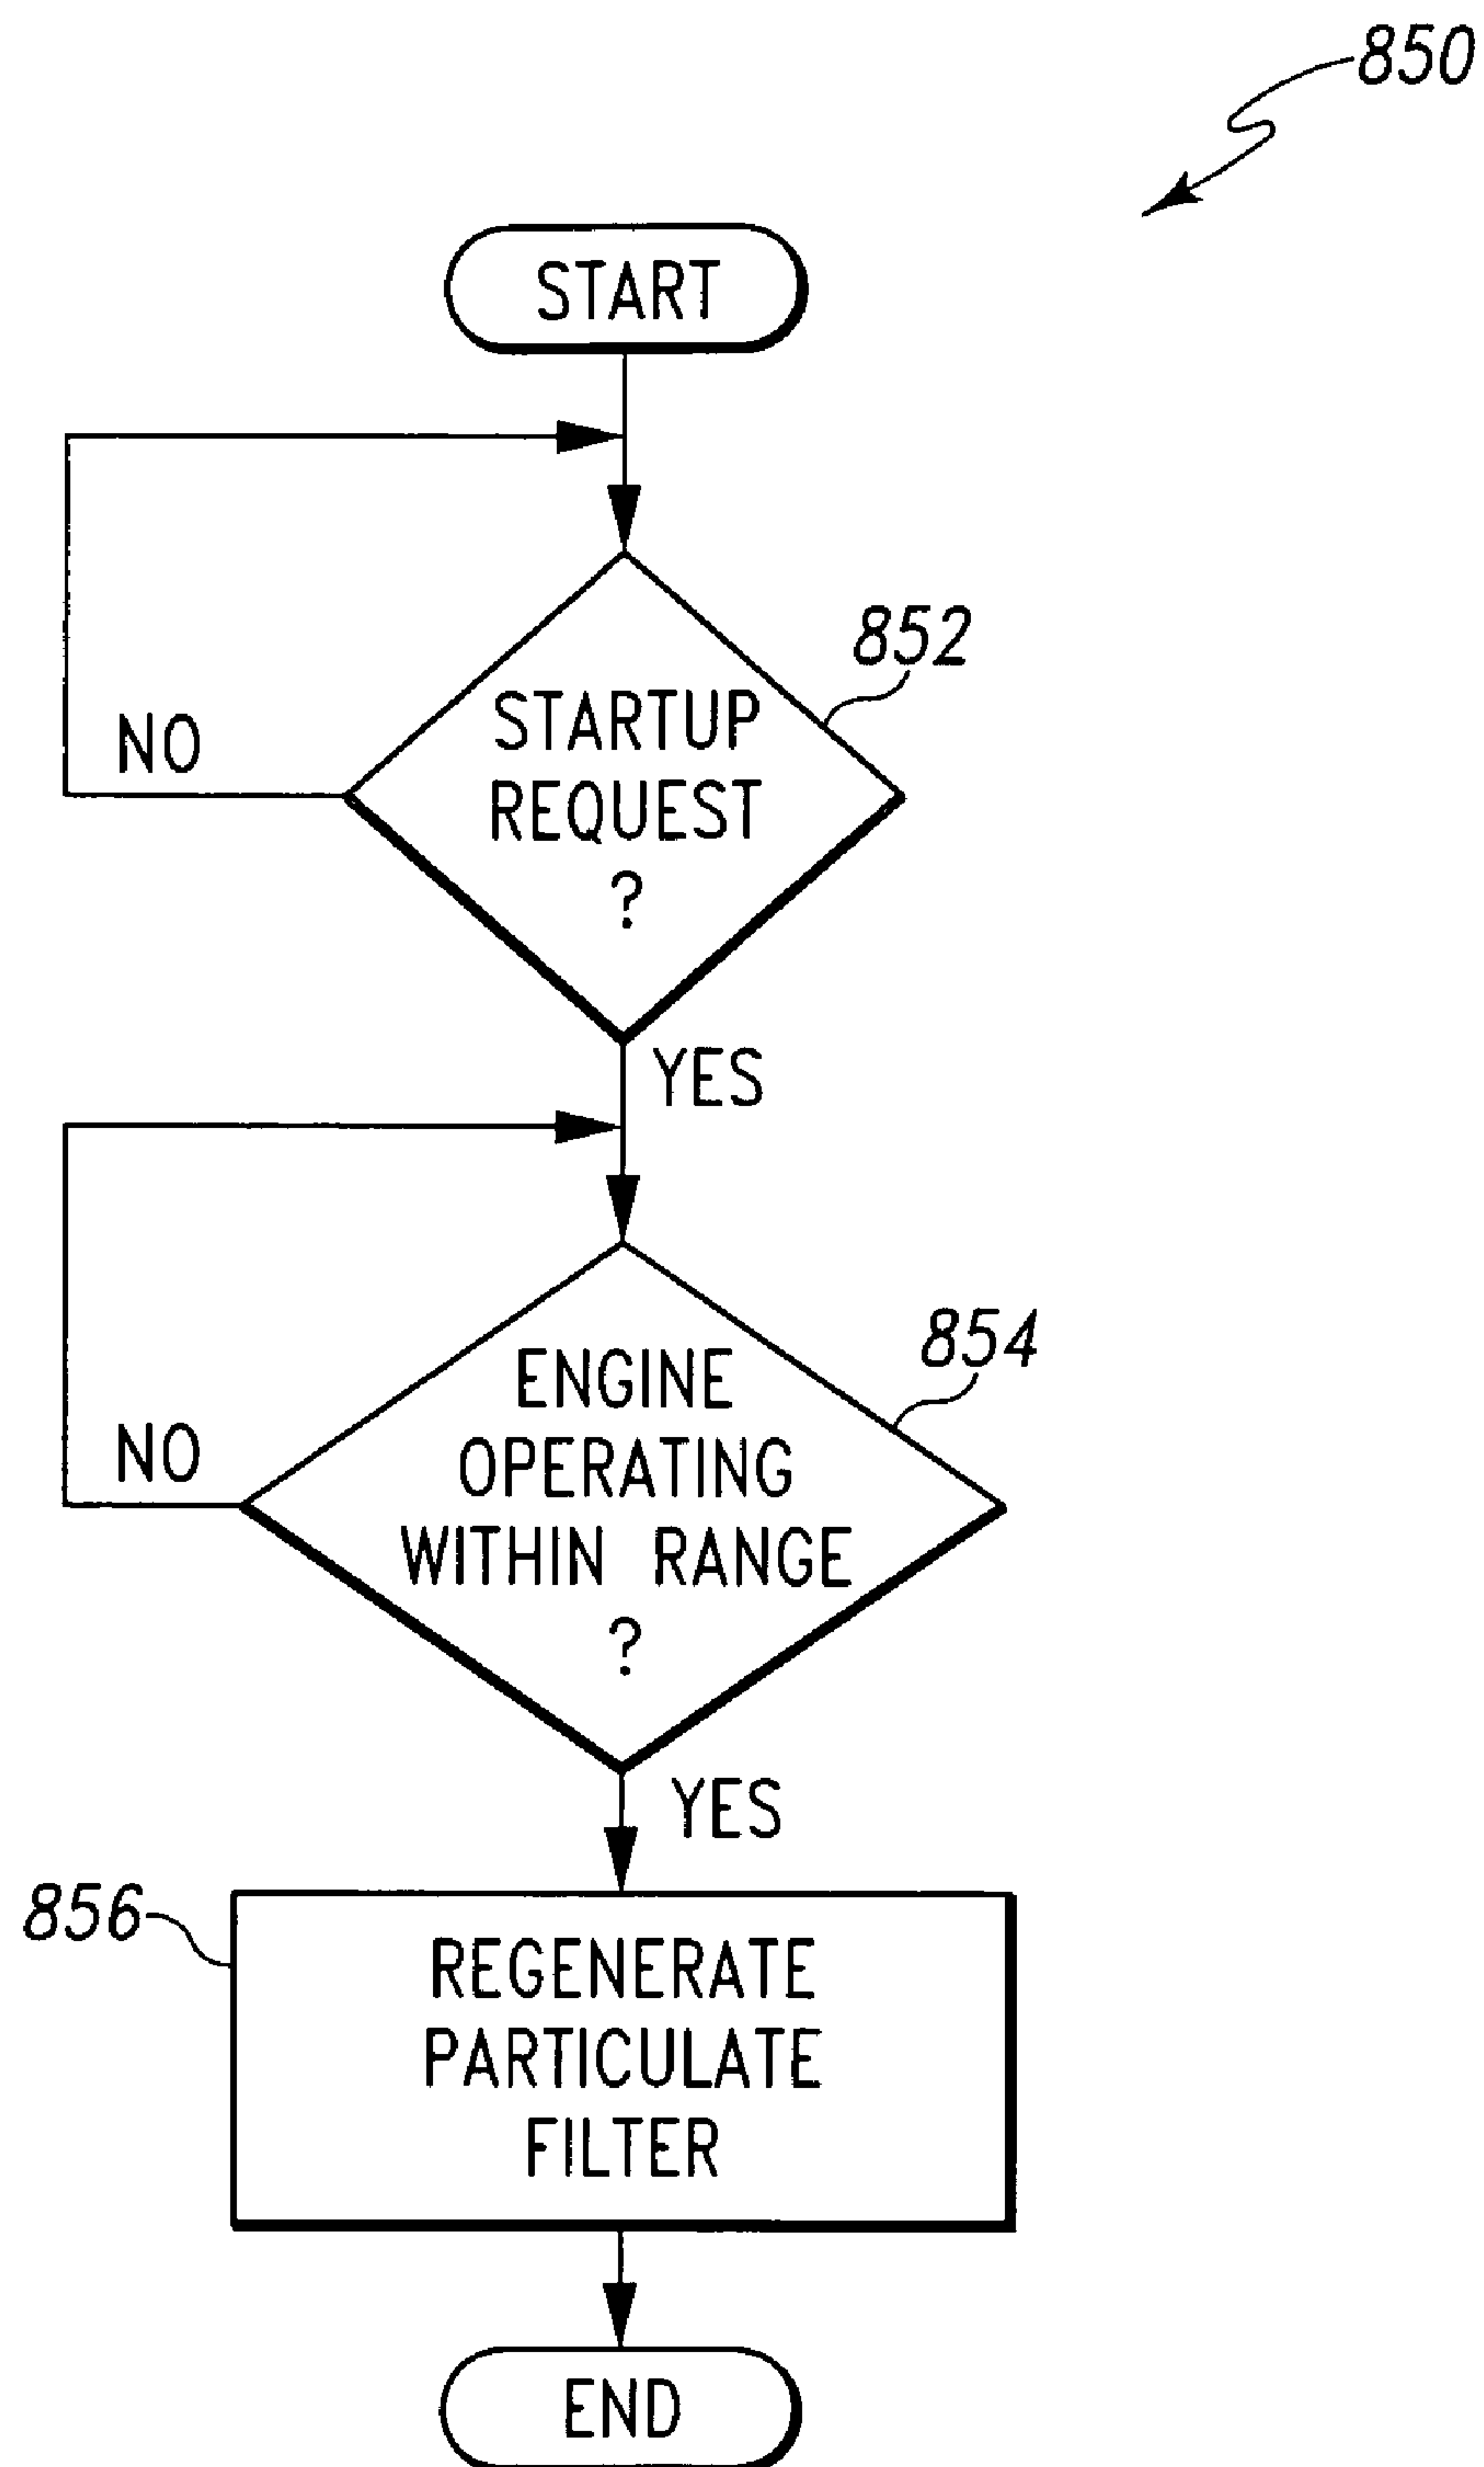 850
START
852
STARTUP
REQUEST
?
NO
YES
854
ENGINE
OPERATING
WITHIN RANGE
?
NO
YES
856
REGENERATE
PARTICULATE
FILTER
END